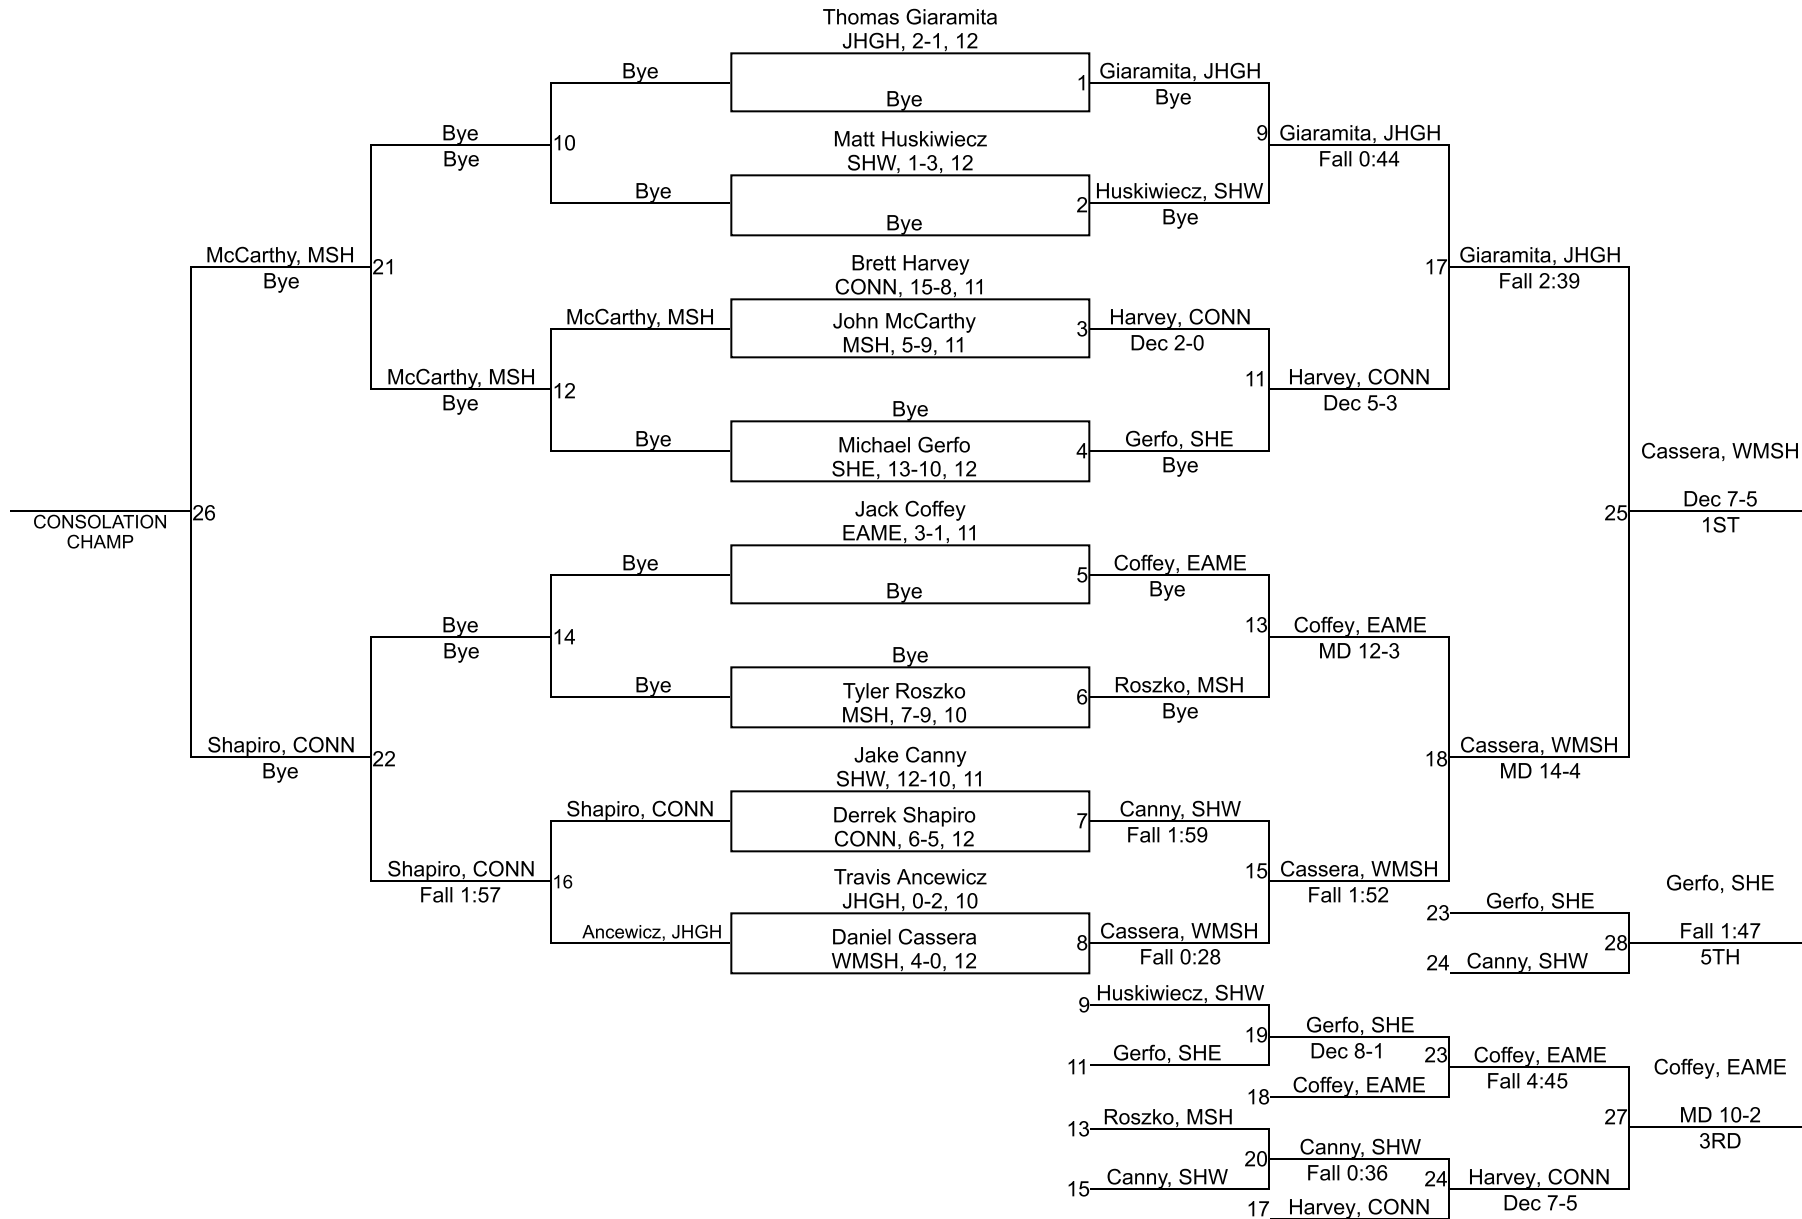 Thomas Giaramita
JHGH, 2-1, 12
Bye
1
Bye
Giaramita, JHGH
Bye
Matt Huskiwiecz
SHW, 1-3, 12
Bye
2
Bye
Huskiwiecz, SHW
Bye
10
Bye
Bye
9
Giaramita, JHGH
Fall 0:44
Brett Harvey
CONN, 15-8, 11
John McCarthy
MSH, 5-9, 11
3
McCarthy, MSH
Harvey, CONN
Dec 2-0
Bye
Michael Gerfo
SHE, 13-10, 12
4
Bye
Gerfo, SHE
Bye
12
McCarthy, MSH
Bye
11
Harvey, CONN
Dec 5-3
21
McCarthy, MSH
Bye
17
Giaramita, JHGH
Fall 2:39
Jack Coffey
EAME, 3-1, 11
Bye
5
Bye
Coffey, EAME
Bye
Bye
Tyler Roszko
MSH, 7-9, 10
6
Bye
Roszko, MSH
Bye
14
Bye
Bye
13
Coffey, EAME
MD 12-3
Jake Canny
SHW, 12-10, 11
Derrek Shapiro
CONN, 6-5, 12
7
Shapiro, CONN
Canny, SHW
Fall 1:59
Travis Ancewicz
JHGH, 0-2, 10
Daniel Cassera
WMSH, 4-0, 12
8
Ancewicz, JHGH
Cassera, WMSH
Fall 0:28
16
Shapiro, CONN
Fall 1:57
15
Cassera, WMSH
Fall 1:52
22
Shapiro, CONN
Bye
18
Cassera, WMSH
MD 14-4
26
CONSOLATION
CHAMP
25
Cassera, WMSH
Dec 7-5
1ST
23
Gerfo, SHE
24
Canny, SHW
28
Gerfo, SHE
Fall 1:47
5TH
9
Huskiwiecz, SHW
11
Gerfo, SHE
19
Gerfo, SHE
Dec 8-1
18
Coffey, EAME
23
Coffey, EAME
Fall 4:45
13
Roszko, MSH
15
Canny, SHW
20
Canny, SHW
Fall 0:36
17
Harvey, CONN
24
Harvey, CONN
Dec 7-5
27
Coffey, EAME
MD 10-2
3RD